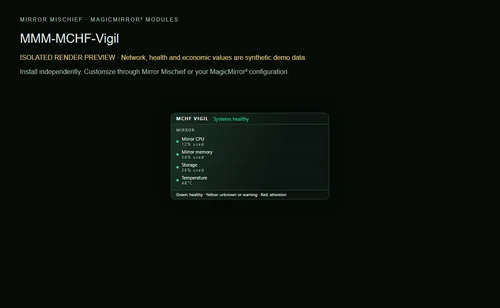 MIRROR MISCHIEF · MAGICMIRROR² MODULES
MMM-MCHF-Vigil
ISOLATED RENDER PREVIEW · Network, health and economic values are synthetic demo data.
Install independently. Customize through Mirror Mischief or your MagicMirror² configuration.
MCHF VIGIL Systems healthy
MIRROR
Mirror CPU
12% used
Mirror memory
34% used
Storage
28% used
Temperature
48°C
Green: healthy · Yellow: unknown or warning · Red: attention